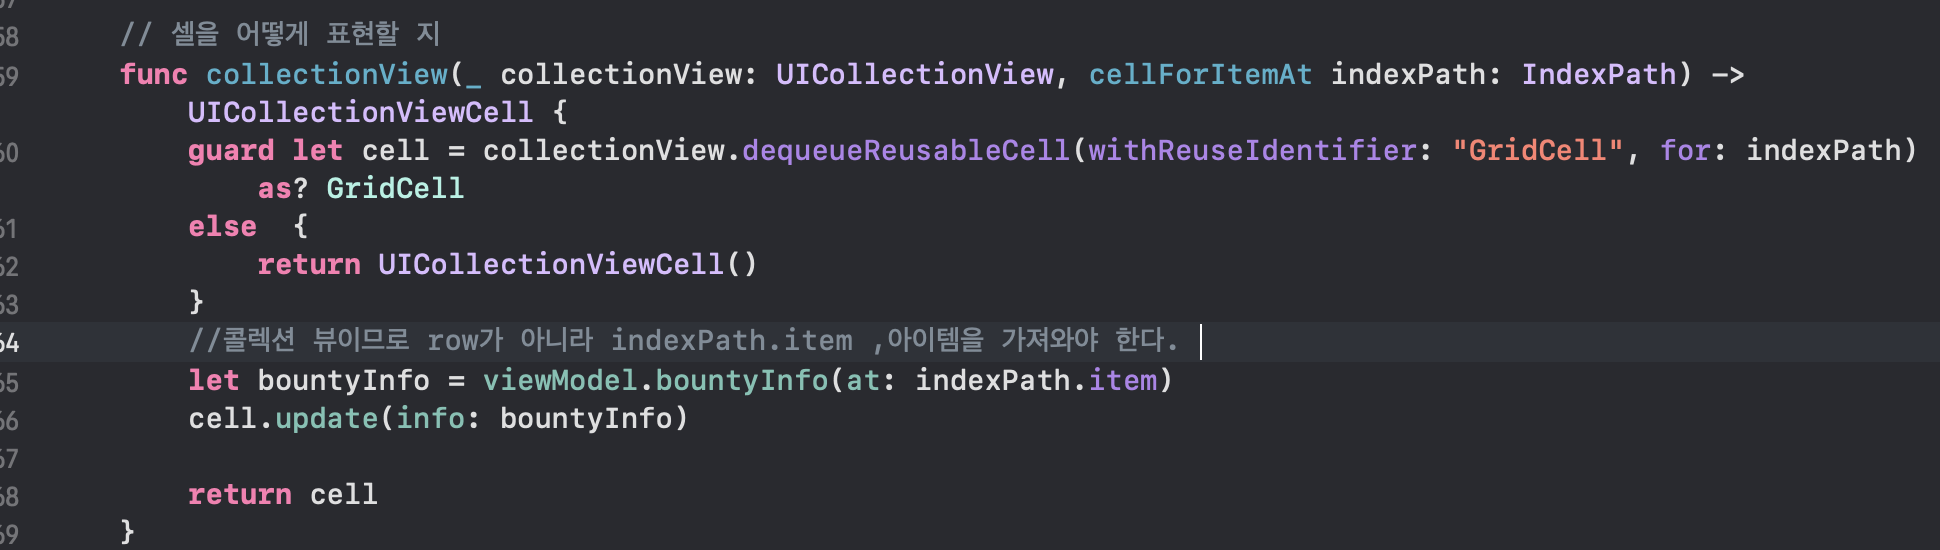 58 // 셀을 어떻게 표현할 지
59 func collectionView(_ collectionView: UICollectionView, cellForItemAt indexPath: IndexPath) ->
UICollectionViewCell {
60 guard let cell = collectionView.dequeueReusableCell(withReuseIdentifier: "GridCell", for: indexPath)
as? GridCell
61 else  {
62 return UICollectionViewCell()
63 }
64 //콜렉션 뷰이므로 row가 아니라 indexPath.item ,아이템을 가져와야 한다.
65 let bountyInfo = viewModel.bountyInfo(at: indexPath.item)
66 cell.update(info: bountyInfo)
67
68 return cell
69 }